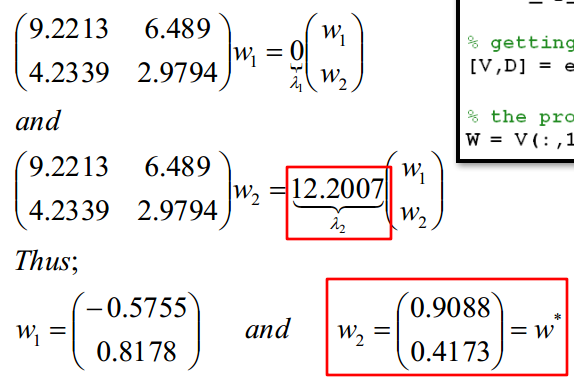 (9.2213 6.489
4.2339 2.9794) w₁ = 0 (w₁
w₂)
λ₁
and
(9.2213 6.489
4.2339 2.9794) w₂ = 12.2007 (w₁
w₂)
λ₂
Thus;
w₁ = (−0.5755
0.8178) and w₂ = (0.9088
0.4173) = w*
% getting
[V,D] = e
% the pro
W = V(:,1